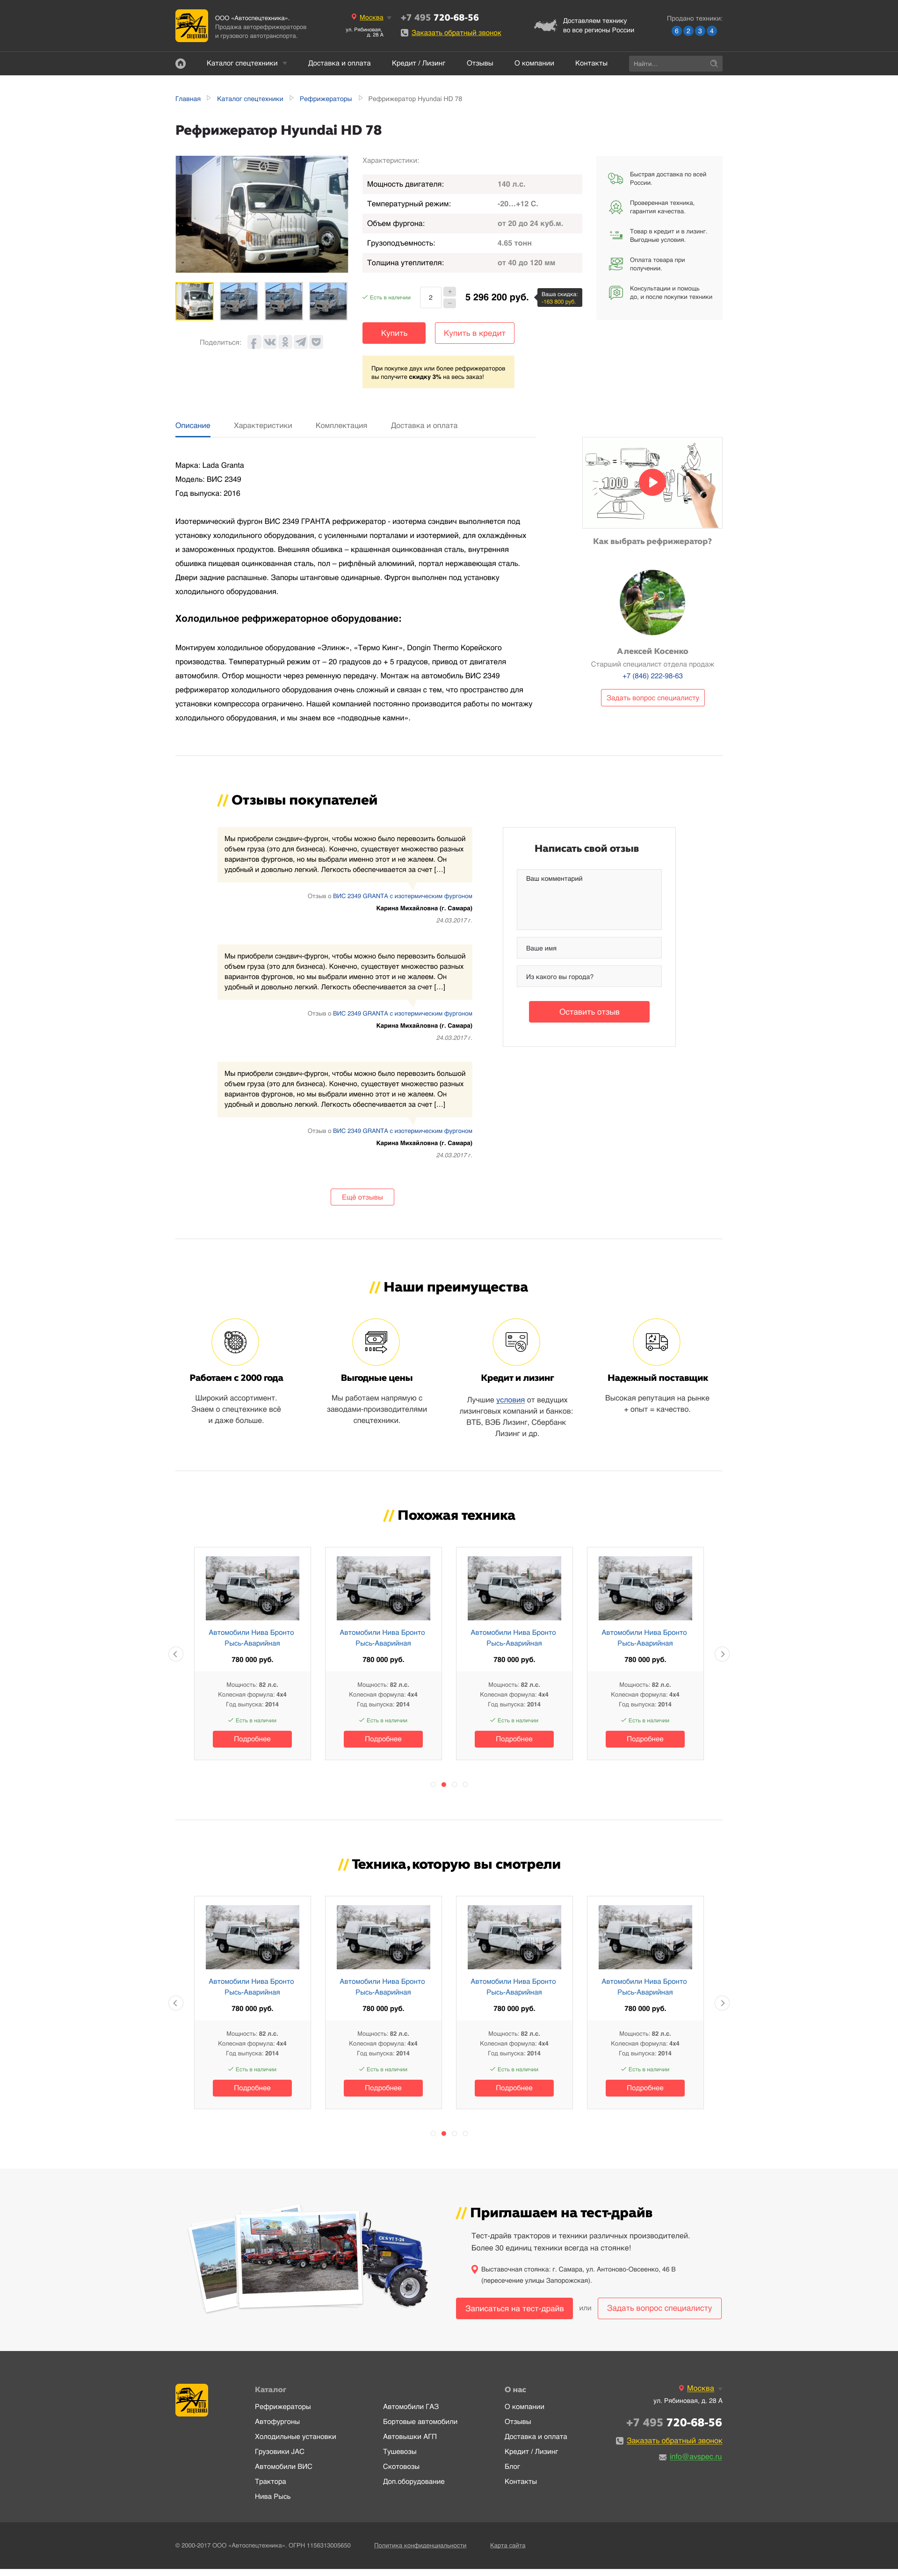 ООО «Автоспецтехника».
Продажа авторефрижераторов
и грузового автотранспорта.
Москва
ул. Рябиновая,
д. 28 А
+7 495 720-68-56
Заказать обратный звонок
Доставляем технику
во все регионы России
Продано техники:
6 2 3 4
Каталог спецтехники
Доставка и оплата
Кредит / Лизинг
Отзывы
О компании
Контакты
Найти...
Главная
Каталог спецтехники
Рефрижераторы
Рефрижератор Hyundai HD 78
Рефрижератор Hyundai HD 78
Характеристики:
Мощность двигателя: 140 л.с.
Температурный режим: -20...+12 С.
Объем фургона: от 20 до 24 куб.м.
Грузоподъемность: 4.65 тонн
Толщина утеплителя: от 40 до 120 мм
Есть в наличии
2
+
−
5 296 200 руб.
Ваша скидка:
-163 800 руб.
Купить
Купить в кредит
При покупке двух или более рефрижераторов
вы получите скидку 3% на весь заказ!
Поделиться:
Быстрая доставка по всей
России.
Проверенная техника,
гарантия качества.
Товар в кредит и в лизинг.
Выгодные условия.
Оплата товара при
получении.
Консультации и помощь
до, и после покупки техники
Описание
Характеристики
Комплектация
Доставка и оплата
Марка: Lada Granta
Модель: ВИС 2349
Год выпуска: 2016
Изотермический фургон ВИС 2349 ГРАНТА рефрижератор - изотерма сэндвич выполняется под
установку холодильного оборудования, с усиленными порталами и изотермией, для охлаждённых
и замороженных продуктов. Внешняя обшивка – крашенная оцинкованная сталь, внутренняя
обшивка пищевая оцинкованная сталь, пол – рифлёный алюминий, портал нержавеющая сталь.
Двери задние распашные. Запоры штанговые одинарные. Фургон выполнен под установку
холодильного оборудования.
Холодильное рефрижераторное оборудование:
Монтируем холодильное оборудование «Элинж», «Термо Кинг», Dongin Thermo Корейского
производства. Температурный режим от – 20 градусов до + 5 градусов, привод от двигателя
автомобиля. Отбор мощности через ременную передачу. Монтаж на автомобиль ВИС 2349
рефрижератор холодильного оборудования очень сложный и связан с тем, что пространство для
установки компрессора ограничено. Нашей компанией постоянно производится работы по монтажу
холодильного оборудования, и мы знаем все «подводные камни».
1000
Как выбрать рефрижератор?
Алексей Косенко
Старший специалист отдела продаж
+7 (846) 222-98-63
Задать вопрос специалисту
// Отзывы покупателей
Мы приобрели сэндвич-фургон, чтобы можно было перевозить большой
объем груза (это для бизнеса). Конечно, существует множество разных
вариантов фургонов, но мы выбрали именно этот и не жалеем. Он
удобный и довольно легкий. Легкость обеспечивается за счет [...]
Отзыв о ВИС 2349 GRANTA с изотермическим фургоном
Карина Михайловна (г. Самара)
24.03.2017 г.
Мы приобрели сэндвич-фургон, чтобы можно было перевозить большой
объем груза (это для бизнеса). Конечно, существует множество разных
вариантов фургонов, но мы выбрали именно этот и не жалеем. Он
удобный и довольно легкий. Легкость обеспечивается за счет [...]
Отзыв о ВИС 2349 GRANTA с изотермическим фургоном
Карина Михайловна (г. Самара)
24.03.2017 г.
Мы приобрели сэндвич-фургон, чтобы можно было перевозить большой
объем груза (это для бизнеса). Конечно, существует множество разных
вариантов фургонов, но мы выбрали именно этот и не жалеем. Он
удобный и довольно легкий. Легкость обеспечивается за счет [...]
Отзыв о ВИС 2349 GRANTA с изотермическим фургоном
Карина Михайловна (г. Самара)
24.03.2017 г.
Ещё отзывы
Написать свой отзыв
Ваш комментарий
Ваше имя
Из какого вы города?
Оставить отзыв
// Наши преимущества
Работаем с 2000 года
Широкий ассортимент.
Знаем о спецтехнике всё
и даже больше.
Выгодные цены
Мы работаем напрямую с
заводами-производителями
спецтехники.
Кредит и лизинг
Лучшие условия от ведущих
лизинговых компаний и банков:
ВТБ, ВЭБ Лизинг, Сбербанк
Лизинг и др.
Надежный поставщик
Высокая репутация на рынке
+ опыт = качество.
// Похожая техника
Автомобили Нива Бронто
Рысь-Аварийная
780 000 руб.
Мощность: 82 л.с.
Колесная формула: 4x4
Год выпуска: 2014
Есть в наличии
Подробнее
Автомобили Нива Бронто
Рысь-Аварийная
780 000 руб.
Мощность: 82 л.с.
Колесная формула: 4x4
Год выпуска: 2014
Есть в наличии
Подробнее
Автомобили Нива Бронто
Рысь-Аварийная
780 000 руб.
Мощность: 82 л.с.
Колесная формула: 4x4
Год выпуска: 2014
Есть в наличии
Подробнее
Автомобили Нива Бронто
Рысь-Аварийная
780 000 руб.
Мощность: 82 л.с.
Колесная формула: 4x4
Год выпуска: 2014
Есть в наличии
Подробнее
// Техника, которую вы смотрели
Автомобили Нива Бронто
Рысь-Аварийная
780 000 руб.
Мощность: 82 л.с.
Колесная формула: 4x4
Год выпуска: 2014
Есть в наличии
Подробнее
Автомобили Нива Бронто
Рысь-Аварийная
780 000 руб.
Мощность: 82 л.с.
Колесная формула: 4x4
Год выпуска: 2014
Есть в наличии
Подробнее
Автомобили Нива Бронто
Рысь-Аварийная
780 000 руб.
Мощность: 82 л.с.
Колесная формула: 4x4
Год выпуска: 2014
Есть в наличии
Подробнее
Автомобили Нива Бронто
Рысь-Аварийная
780 000 руб.
Мощность: 82 л.с.
Колесная формула: 4x4
Год выпуска: 2014
Есть в наличии
Подробнее
// Приглашаем на тест-драйв
Тест-драйв тракторов и техники различных производителей.
Более 30 единиц техники всегда на стоянке!
Выставочная стоянка: г. Самара, ул. Антоново-Овсеенко, 46 В
(пересечение улицы Запорожская).
Записаться на тест-драйв
или
Задать вопрос специалисту
Каталог
Рефрижераторы
Автофургоны
Холодильные установки
Грузовики JAC
Автомобили ВИС
Трактора
Нива Рысь
Автомобили ГАЗ
Бортовые автомобили
Автовышки АГП
Тушевозы
Скотовозы
Доп.оборудование
О нас
О компании
Отзывы
Доставка и оплата
Кредит / Лизинг
Блог
Контакты
Москва
ул. Рябиновая, д. 28 А
+7 495 720-68-56
Заказать обратный звонок
info@avspec.ru
© 2000-2017 ООО «Автоспецтехника». ОГРН 1156313005650
Политика конфиденциальности
Карта сайта